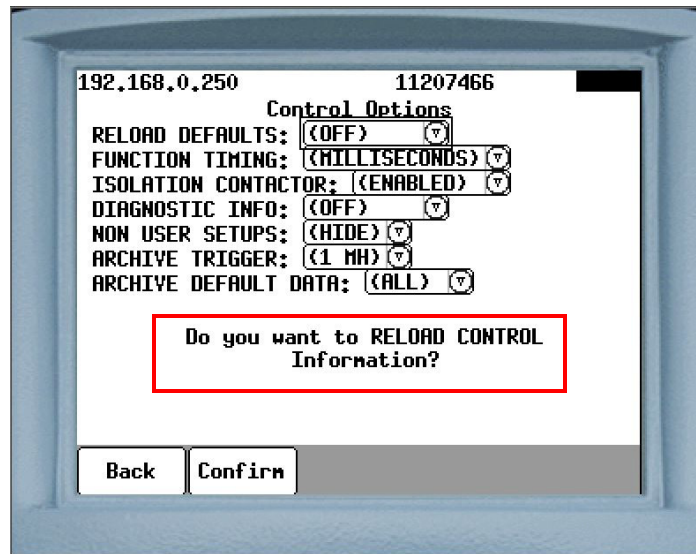 192.168.0.250 11207466
Control Options
RELOAD DEFAULTS: (OFF)
FUNCTION TIMING: (MILLISECONDS)
ISOLATION CONTACTOR: (ENABLED)
DIAGNOSTIC INFO: (OFF)
NON USER SETUPS: (HIDE)
ARCHIVE TRIGGER: (1 MH)
ARCHIVE DEFAULT DATA: (ALL)
Do you want to RELOAD CONTROL
Information?
Back Confirm